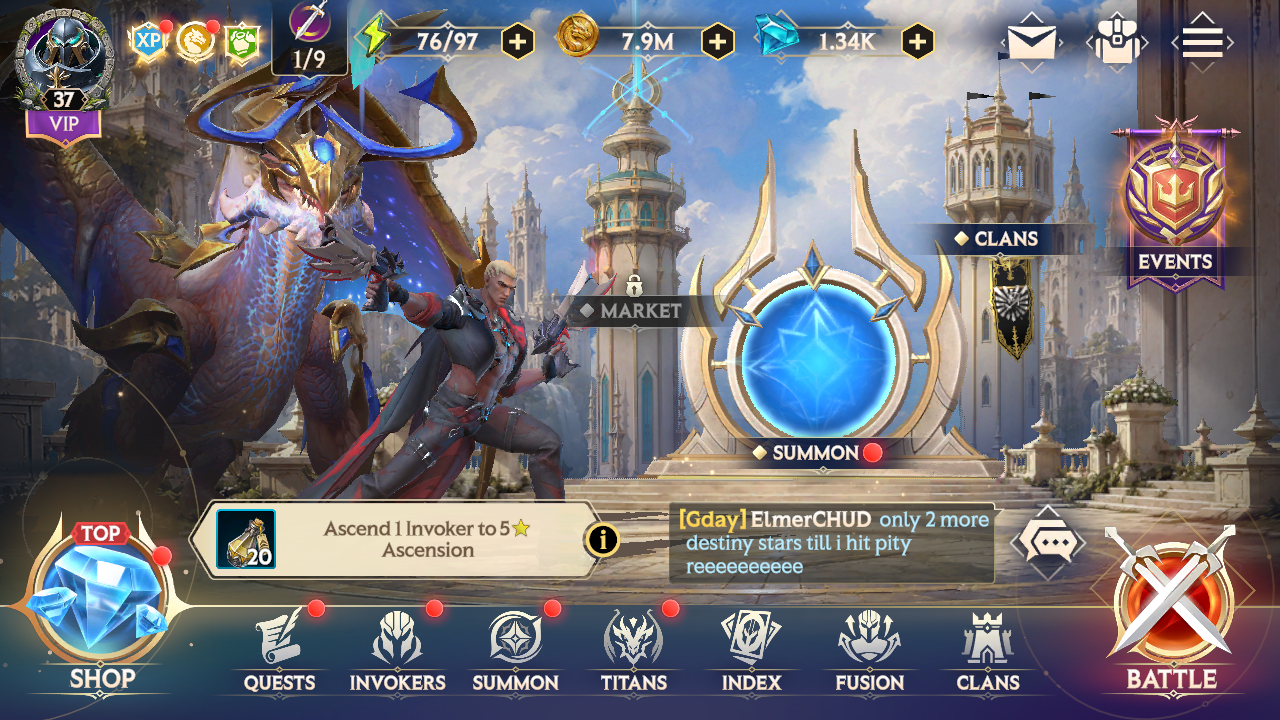 XP
37
VIP
1/9
76/97
7.9M
1.34K
EVENTS
CLANS
MARKET
SUMMON
20
Ascend 1 Invoker to 5
Ascension
i
[Gday] ElmerCHUD only 2 more
destiny stars till i hit pity
reeeeeeeeee
TOP
SHOP
QUESTS
INVOKERS
SUMMON
TITANS
INDEX
FUSION
CLANS
BATTLE